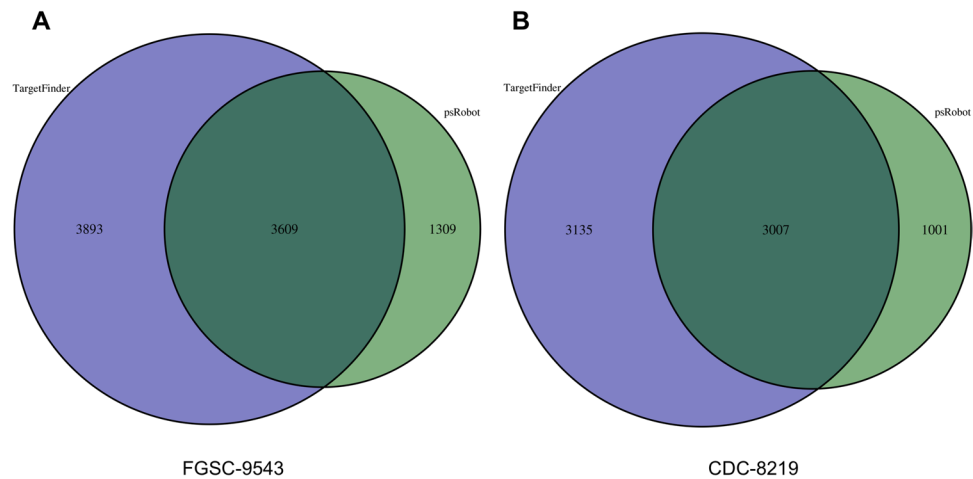 A
TargetFinder
psRobot
3893
3609
1309
FGSC-9543
B
TargetFinder
psRobot
3135
3007
1001
CDC-8219